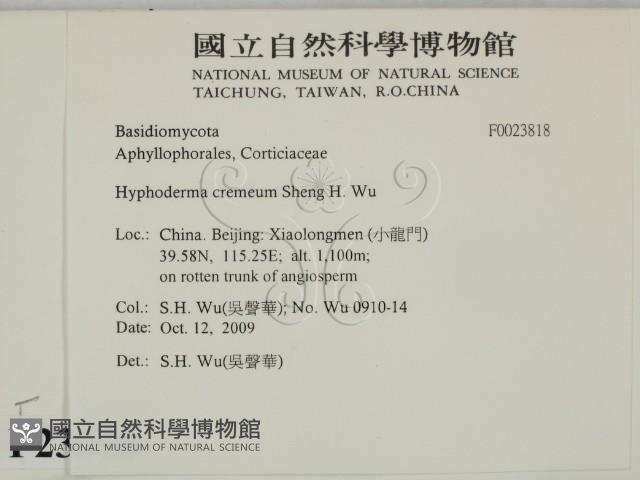 國立自然科學博物館
NATIONAL MUSEUM OF NATURAL SCIENCE
TAICHUNG, TAIWAN, R.O.CHINA
Basidiomycota F0023818
Aphyllophorales, Corticiaceae
Hyphoderma cremeum Sheng H. Wu
Loc.: China. Beijing: Xiaolongmen (小龍門)
39.58N, 115.25E; alt. 1,100m;
on rotten trunk of angiosperm
Col.: S.H. Wu(吳聲華); No. Wu 0910-14
Date: Oct. 12, 2009
Det.: S.H. Wu(吳聲華)
國立自然科學博物館
NATIONAL MUSEUM OF NATURAL SCIENCE